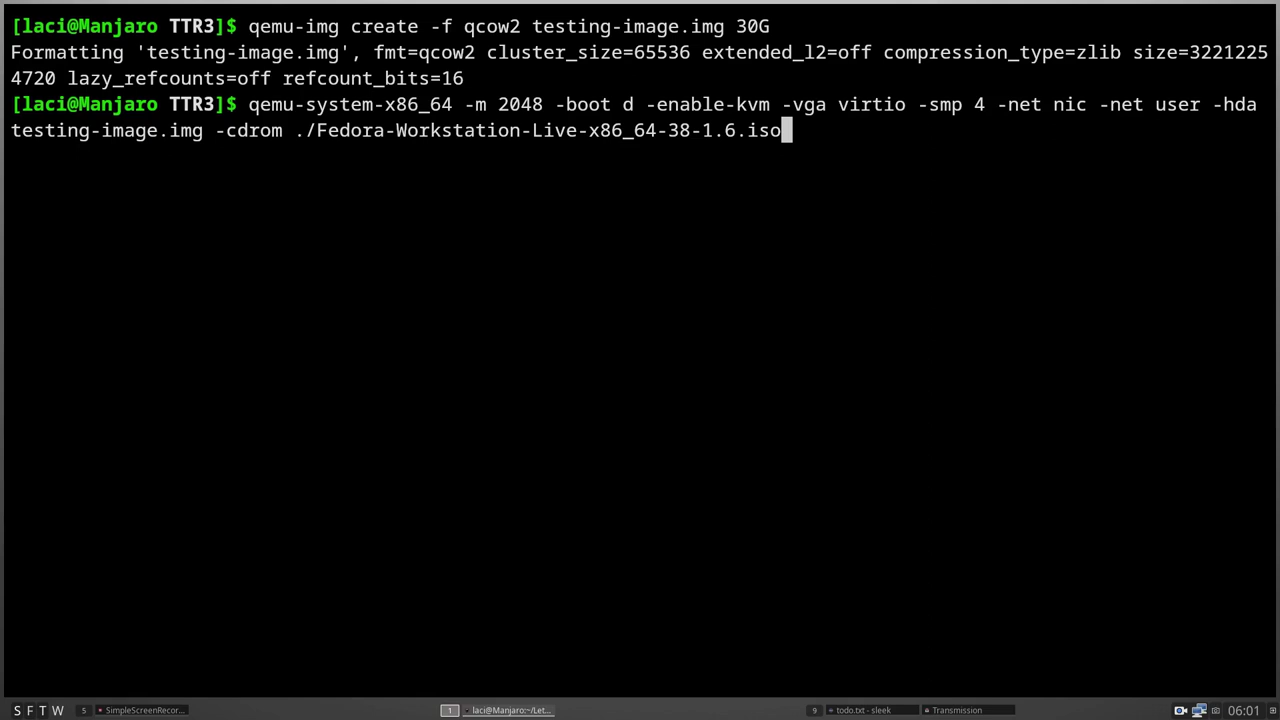 [laci@Manjaro TTR3]$ qemu-img create -f qcow2 testing-image.img 30G
Formatting 'testing-image.img', fmt=qcow2 cluster_size=65536 extended_l2=off compression_type=zlib size=3221225
4720 lazy_refcounts=off refcount_bits=16
[laci@Manjaro TTR3]$ qemu-system-x86_64 -m 2048 -boot d -enable-kvm -vga virtio -smp 4 -net nic -net user -hda
testing-image.img -cdrom ./Fedora-Workstation-Live-x86_64-38-1.6.iso
S F T W 5 SimpleScreenRecor... 1 laci@Manjaro:~/Let... 9 todo.txt - sleek Transmission 06:01